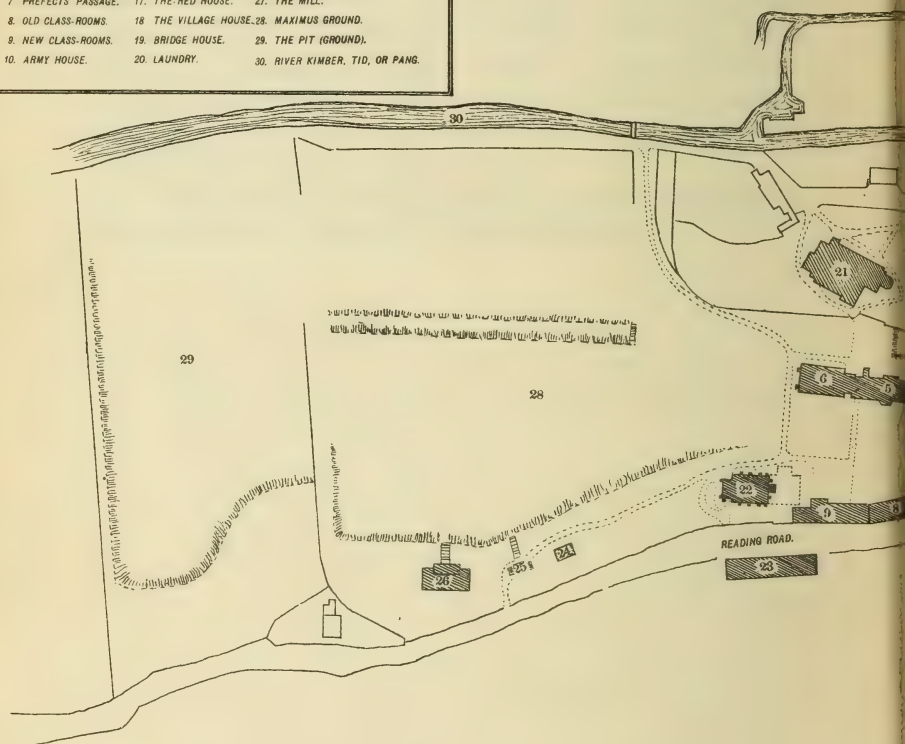 7 PREFECTS PASSAGE. 17. THE RED HOUSE. 27. THE MILL.
8. OLD CLASS-ROOMS. 18 THE VILLAGE HOUSE. 28. MAXIMUS GROUND.
9. NEW CLASS-ROOMS. 19. BRIDGE HOUSE. 29. THE PIT (GROUND).
10. ARMY HOUSE. 20. LAUNDRY. 30. RIVER KIMBER, TID, OR PANG.
30
21
29
6
5
28
22
9
8
READING ROAD.
24
25
23
26